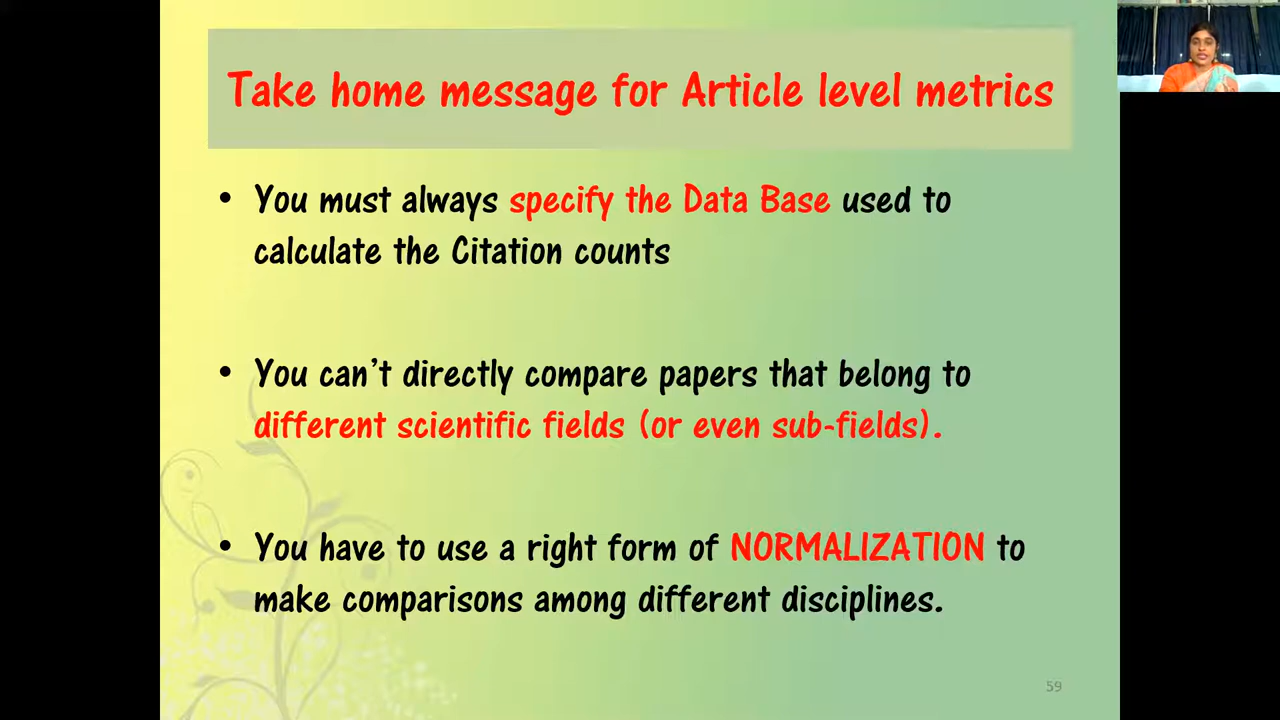 Take home message for Article level metrics
• You must always specify the Data Base used to
calculate the Citation counts
• You can't directly compare papers that belong to
different scientific fields (or even sub-fields).
• You have to use a right form of NORMALIZATION to
make comparisons among different disciplines.
59